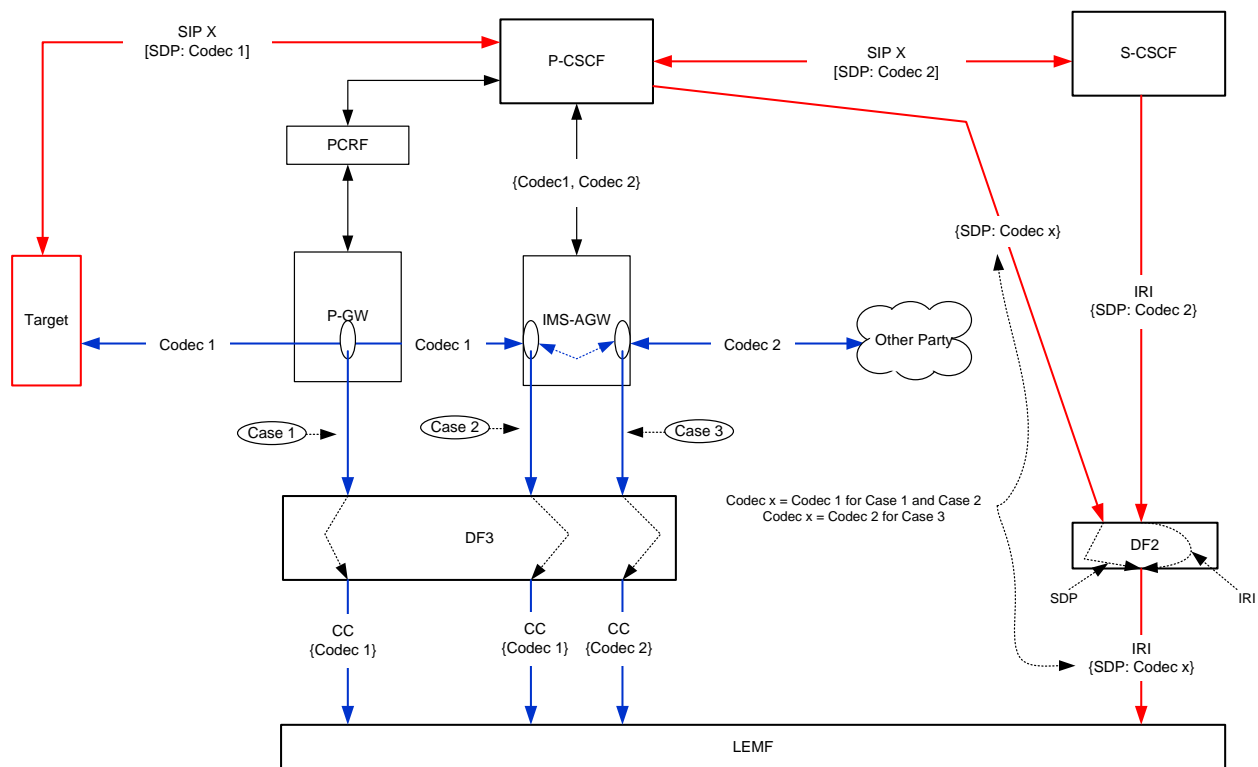 SIP X
[SDP: Codec 1]
P-CSCF
SIP X
[SDP: Codec 2]
S-CSCF
PCRF
{Codec1, Codec 2}
{SDP: Codec x}
Target
P-GW
IMS-AGW
IRI
{SDP: Codec 2}
Other Party
Codec 1
Codec 1
Codec 2
Case 1
Case 2
Case 3
Codec x = Codec 1 for Case 1 and Case 2
Codec x = Codec 2 for Case 3
DF3
DF2
SDP
IRI
CC
{Codec 1}
CC
{Codec 1}
CC
{Codec 2}
IRI
{SDP: Codec x}
LEMF